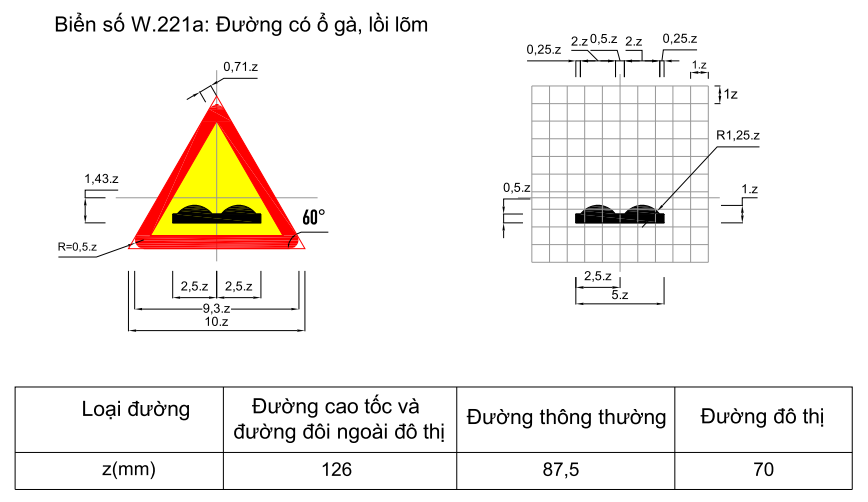 Biển số W.221a: Đường có ổ gà, lồi lõm
0,71.z
1,43.z
60°
R=0,5.z
2,5.z 2,5.z
9,3.z
10.z
0,25.z 2.z 0,5.z 2.z 0,25.z
1.z
1z
R1,25.z
0,5.z
1.z
2,5.z
5.z
Loại đường
Đường cao tốc và
đường đôi ngoài đô thị
Đường thông thường
Đường đô thị
z(mm) 126 87,5 70